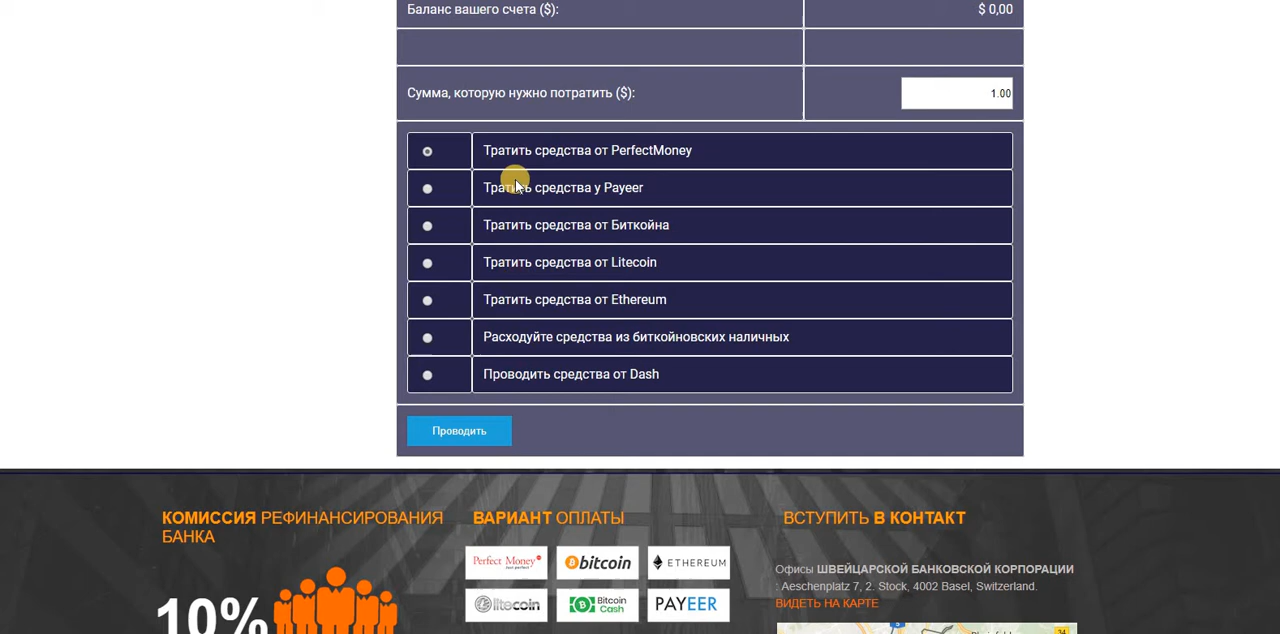 Баланс вашего счета ($):
$ 0,00
Сумма, которую нужно потратить ($):
1.00
Тратить средства от PerfectMoney
Тратить средства у Payeer
Тратить средства от Биткойна
Тратить средства от Litecoin
Тратить средства от Ethereum
Расходуйте средства из биткойновских наличных
Проводить средства от Dash
Проводить
КОМИССИЯ РЕФИНАНСИРОВАНИЯ
БАНКА
10%
ВАРИАНТ ОПЛАТЫ
Perfect Money
Just perfect
bitcoin
ETHEREUM
litecoin
Bitcoin
Cash
PAYEER
ВСТУПИТЬ В КОНТАКТ
Офисы ШВЕЙЦАРСКОЙ БАНКОВСКОЙ КОРПОРАЦИИ
: Aeschenplatz 7, 2. Stock, 4002 Basel, Switzerland.
ВИДЕТЬ НА КАРТЕ
34